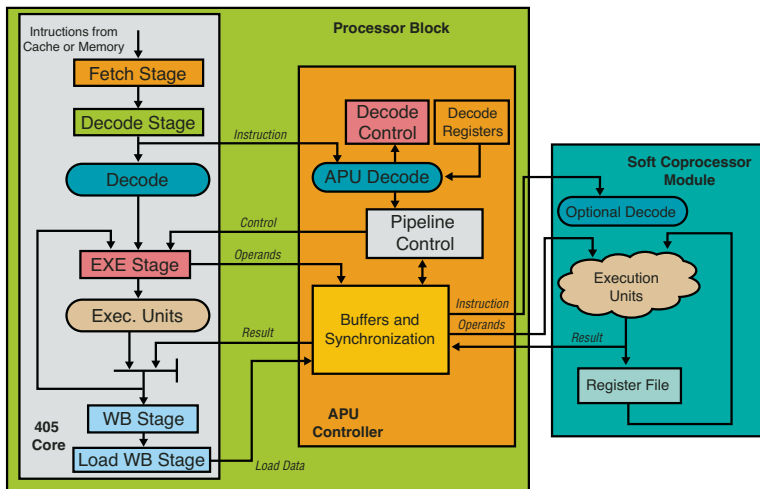 Intructions from
Cache or Memory
Fetch Stage
Decode Stage
Instruction
Decode
Control
EXE Stage
Operands
Exec. Units
Result
WB Stage
405
Core
Load WB Stage
Load Data
Processor Block
Decode
Control
Decode
Registers
APU Decode
Pipeline
Control
Buffers and
Synchronization
APU
Controller
Instruction
Operands
Result
Soft Coprocessor
Module
Optional Decode
Execution
Units
Register File